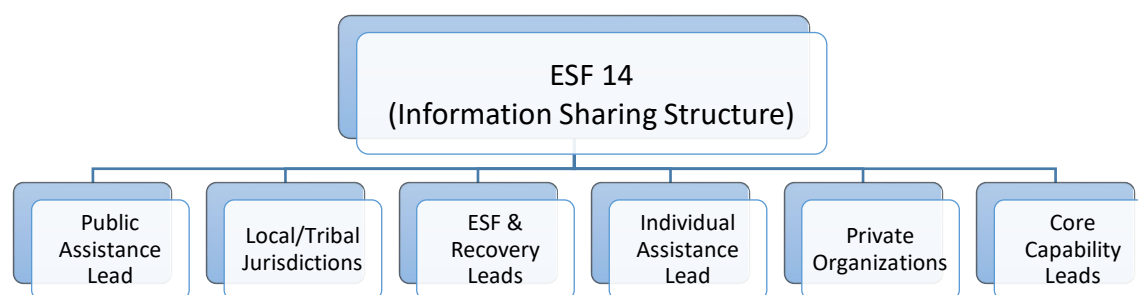 ESF 14
(Information Sharing Structure)
Public
Assistance
Lead
Local/Tribal
Jurisdictions
ESF &
Recovery
Leads
Individual
Assistance
Lead
Private
Organizations
Core
Capability
Leads